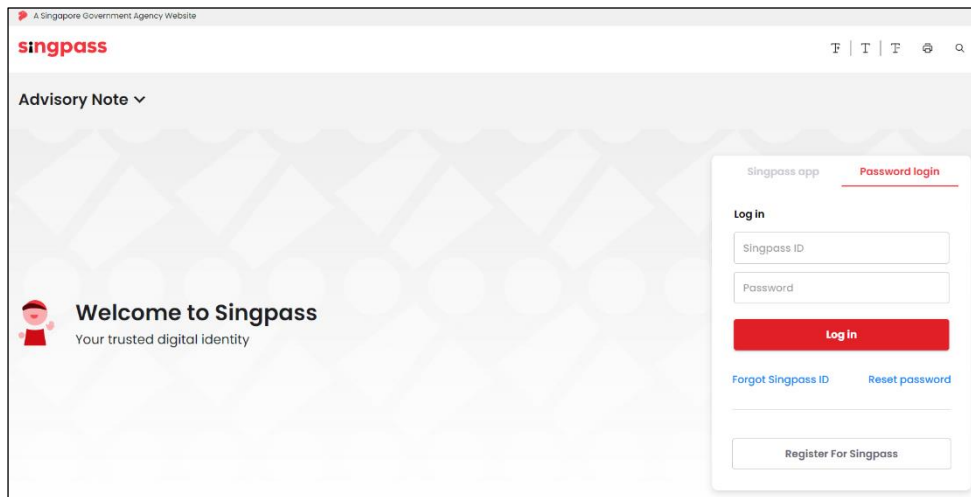 A Singapore Government Agency Website
singpass
T T T
Advisory Note
Singpass app Password login
Log in
Singpass ID
Password
Welcome to Singpass
Log in
Your trusted digital identity
Forgot Singpass ID Reset password
Register For Singpass